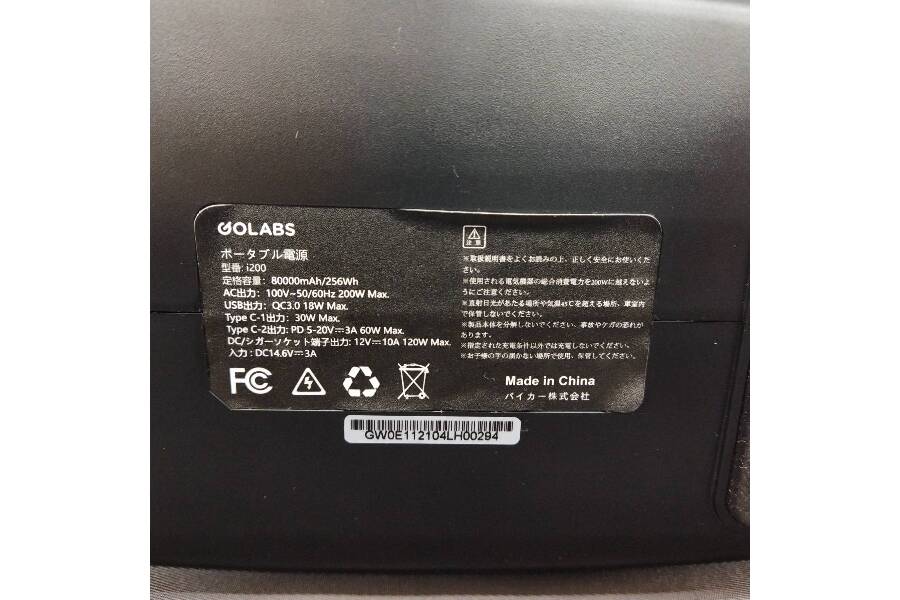 GOLABS
ポータブル電源
型番: i200
定格容量: 80000mAh/256Wh
AC出力: 100V~50/60Hz 200W Max.
USB出力: QC3.0 18W Max.
Type C-1出力: 30W Max.
Type C-2出力: PD 5-20V⎓3A 60W Max.
DC/シガーソケット端子出力: 12V⎓10A 120W Max.
入力: DC14.6V⎓3A
FC
注意
※取扱説明書をよくお読みの上、正しく安全にお使いくだ
さい。
※使用される電気機器の総合消費電力を200Wに超えないよ
うにご注意ください。
※直射日光があたる場所や気温45℃を超える場所、車室内
で保管しないでください。
※製品本体を分解しないでください、事故やケガの恐れが
あります。
※指定された充電条件以外では充電しないでください。
※お子様の手の届かない場所で使用、保管してください。
Made in China
バイカー株式会社
GW0E112104LH00294